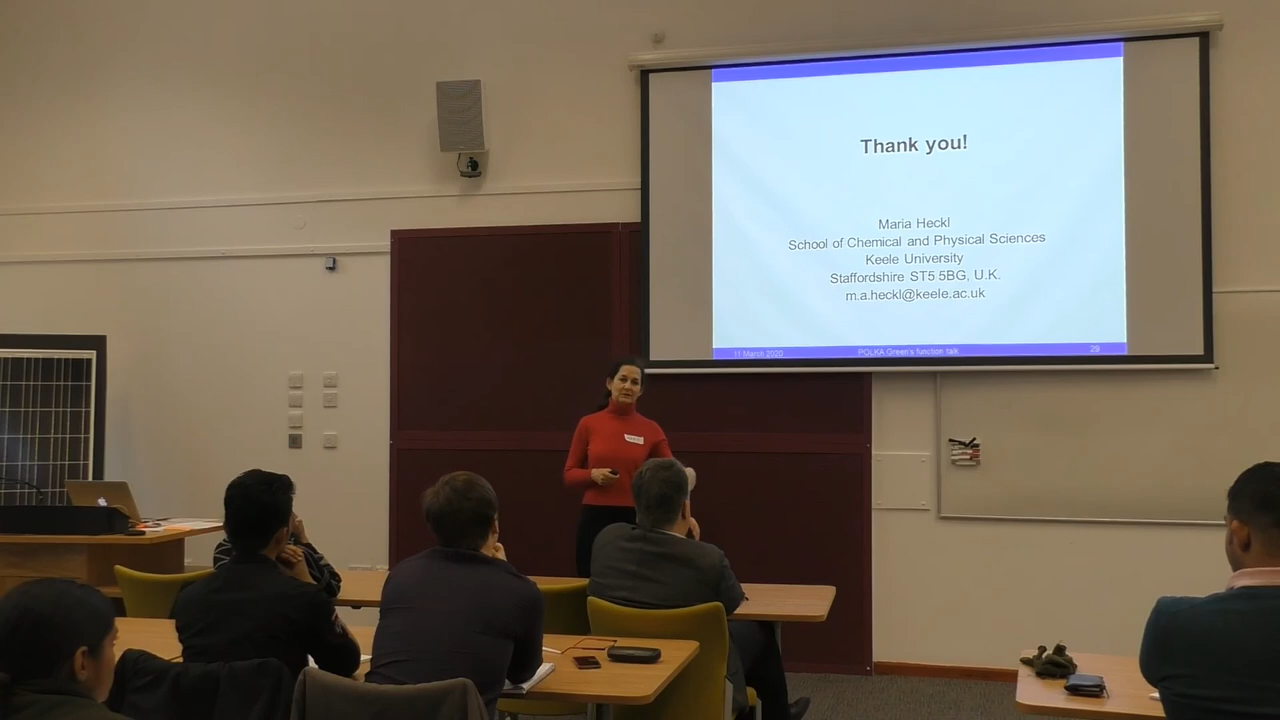 Thank you!
Maria Heckl
School of Chemical and Physical Sciences
Keele University
Staffordshire ST5 5BG, U.K.
m.a.heckl@keele.ac.uk
11 March 2020 POLKA Green's function talk 29